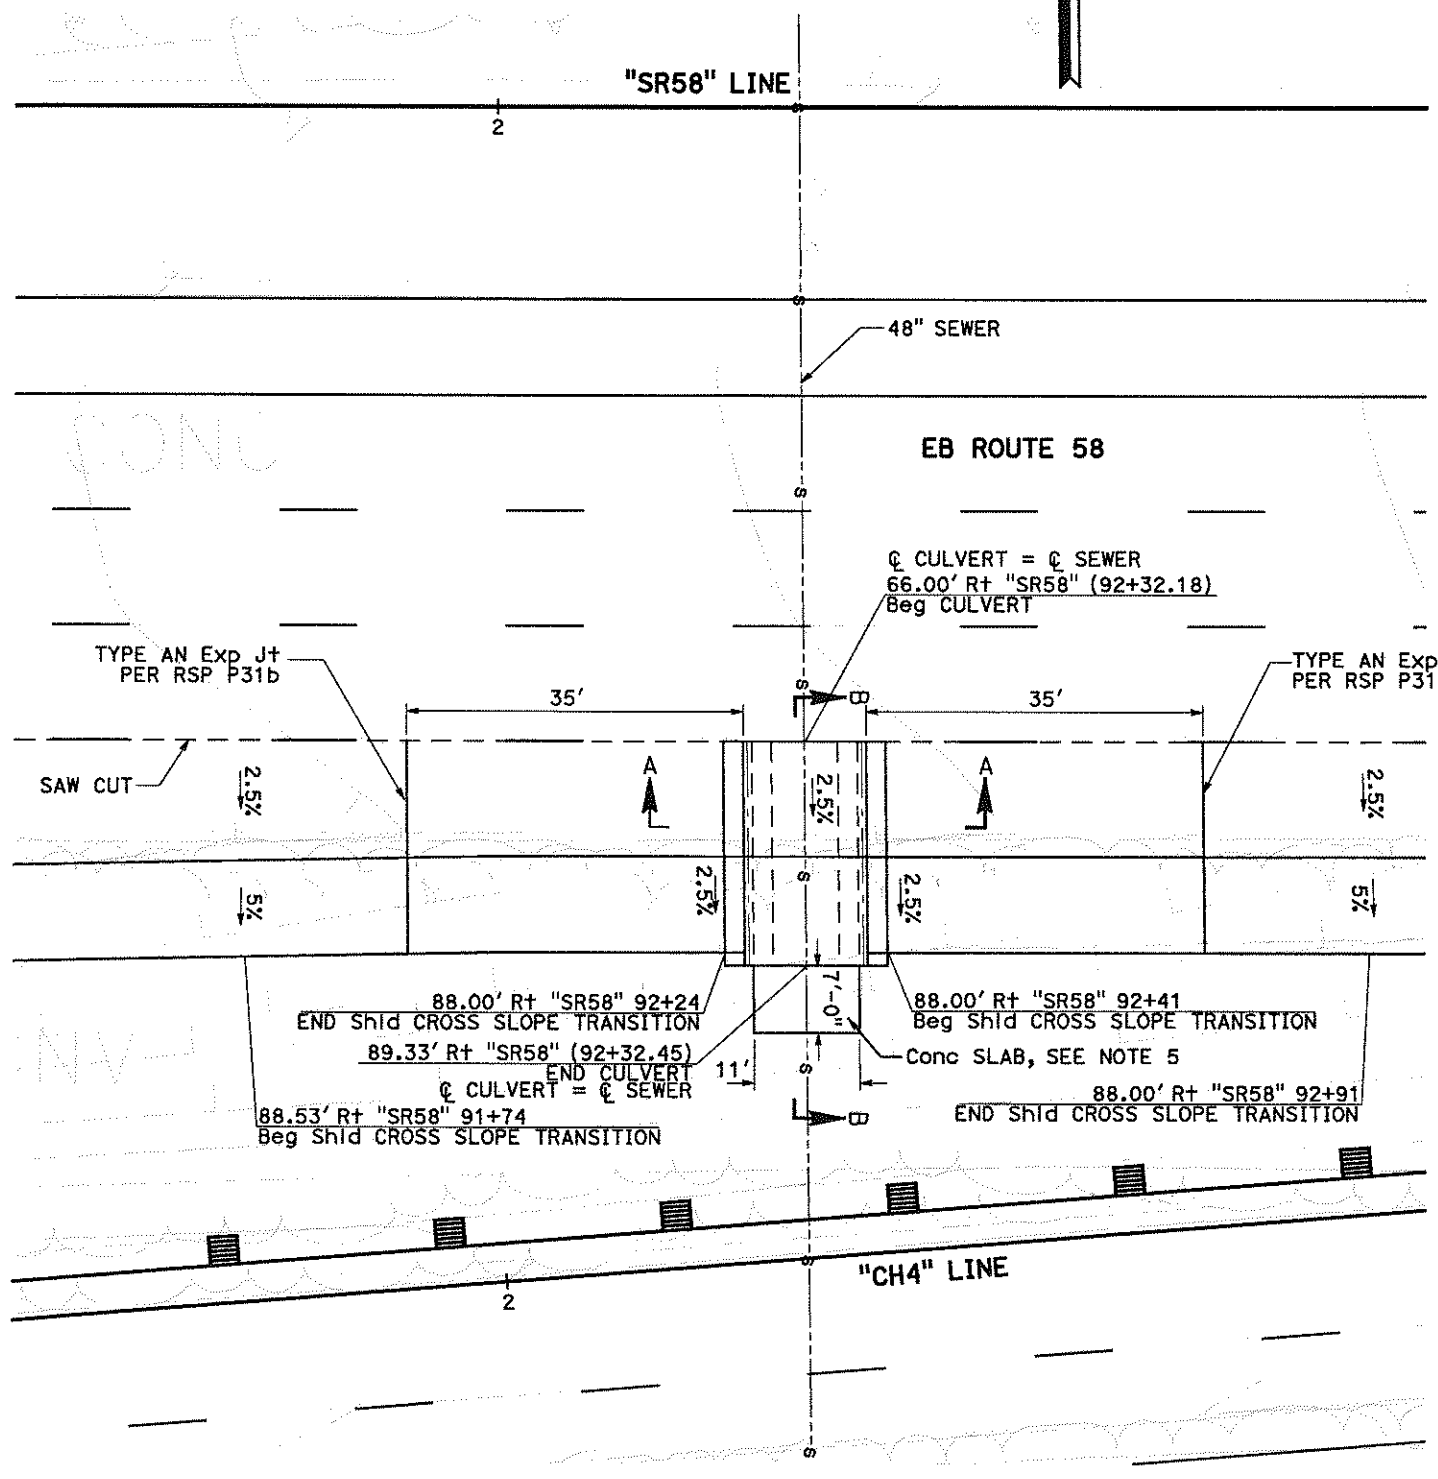 "SR58" LINE
2
48" SEWER
CONC
EB ROUTE 58
℄ CULVERT = ℄ SEWER
66.00' Rt "SR58" (92+32.18)
Beg CULVERT
TYPE AN Exp Jt
PER RSP P31b
TYPE AN Exp
PER RSP P31
35'
35'
B
SAW CUT
2.5%
A
2.5%
A
2.5%
5%
2.5%
2.5%
5%
88.00' Rt "SR58" 92+24
END Shld CROSS SLOPE TRANSITION
7'-0"
88.00' Rt "SR58" 92+41
Beg Shld CROSS SLOPE TRANSITION
89.33' Rt "SR58" (92+32.45)
END CULVERT
℄ CULVERT = ℄ SEWER
11'
Conc SLAB, SEE NOTE 5
88.53' Rt "SR58" 91+74
Beg Shld CROSS SLOPE TRANSITION
B
88.00' Rt "SR58" 92+91
END Shld CROSS SLOPE TRANSITION
"CH4" LINE
2
S
S
S
S
S
S
S
S